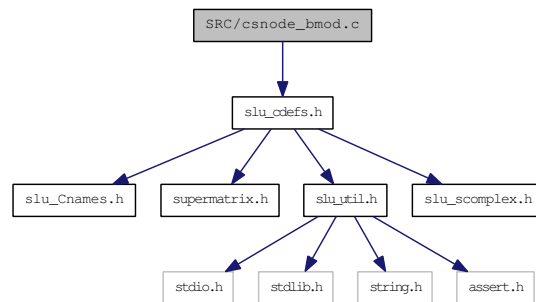 SRC/csnode_bmod.c
slu_cdefs.h
slu_Cnames.h supermatrix.h slu_util.h slu_scomplex.h
stdio.h stdlib.h string.h assert.h